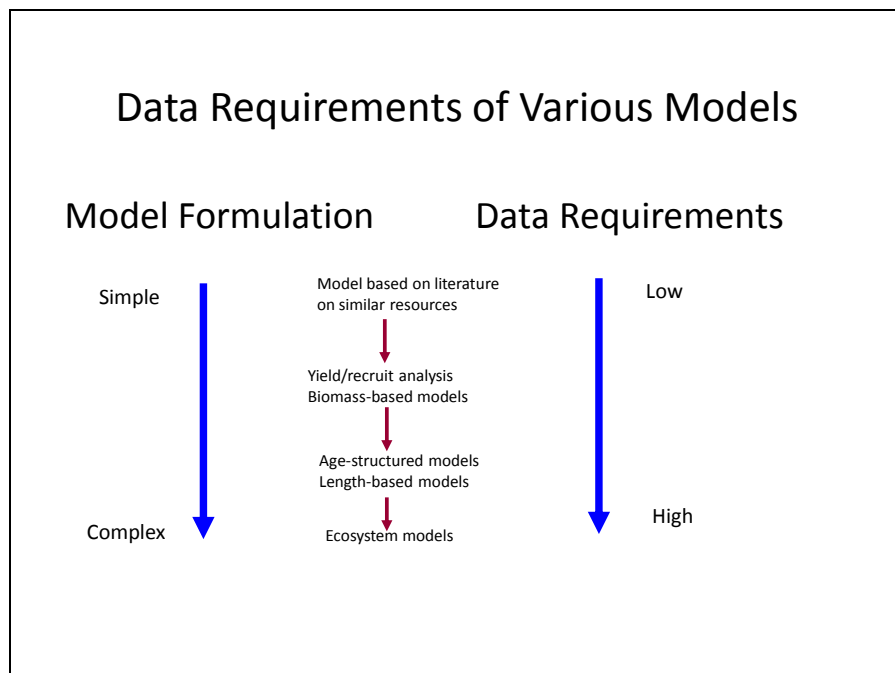 Data Requirements of Various Models
Model Formulation
Data Requirements
Simple
Model based on literature
on similar resources
Low
Yield/recruit analysis
Biomass-based models
Age-structured models
Length-based models
Complex
Ecosystem models
High